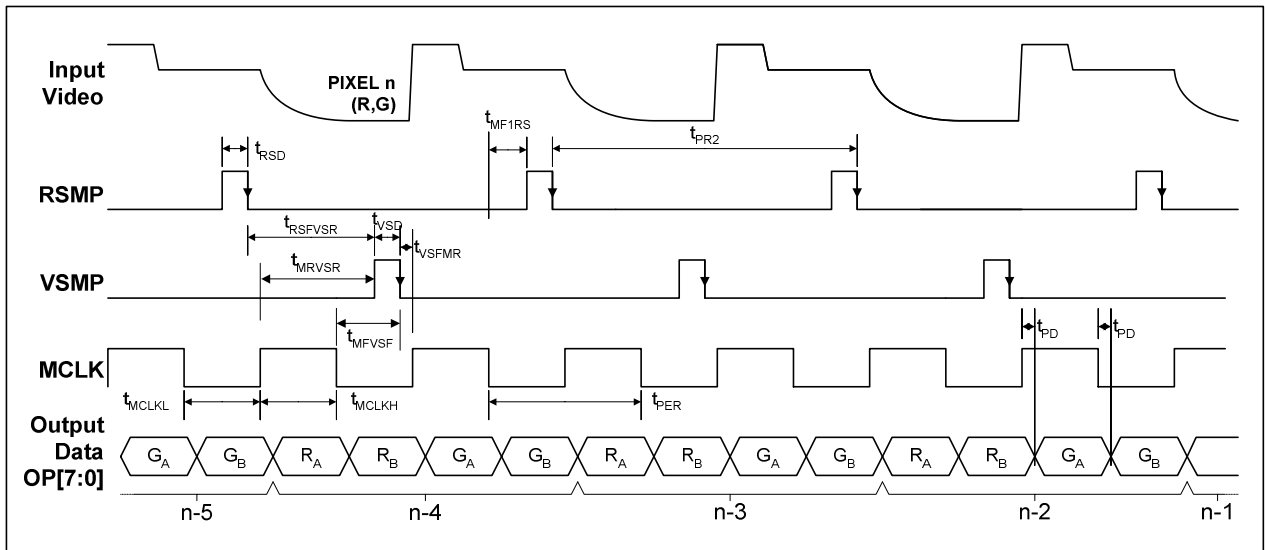 Input
Video
PIXEL n
(R,G)
tMF1RS
tPR2
tRSD
RSMP
tRSFVSR
tVSD
tVSFMR
tMRVSR
VSMP
tMFVSF
tPD
tPD
MCLK
tMCLKL
tMCLKH
tPER
Output
Data
OP[7:0]
GA GB RA RB GA GB RA RB GA GB RA RB GA GB
n-5 n-4 n-3 n-2 n-1